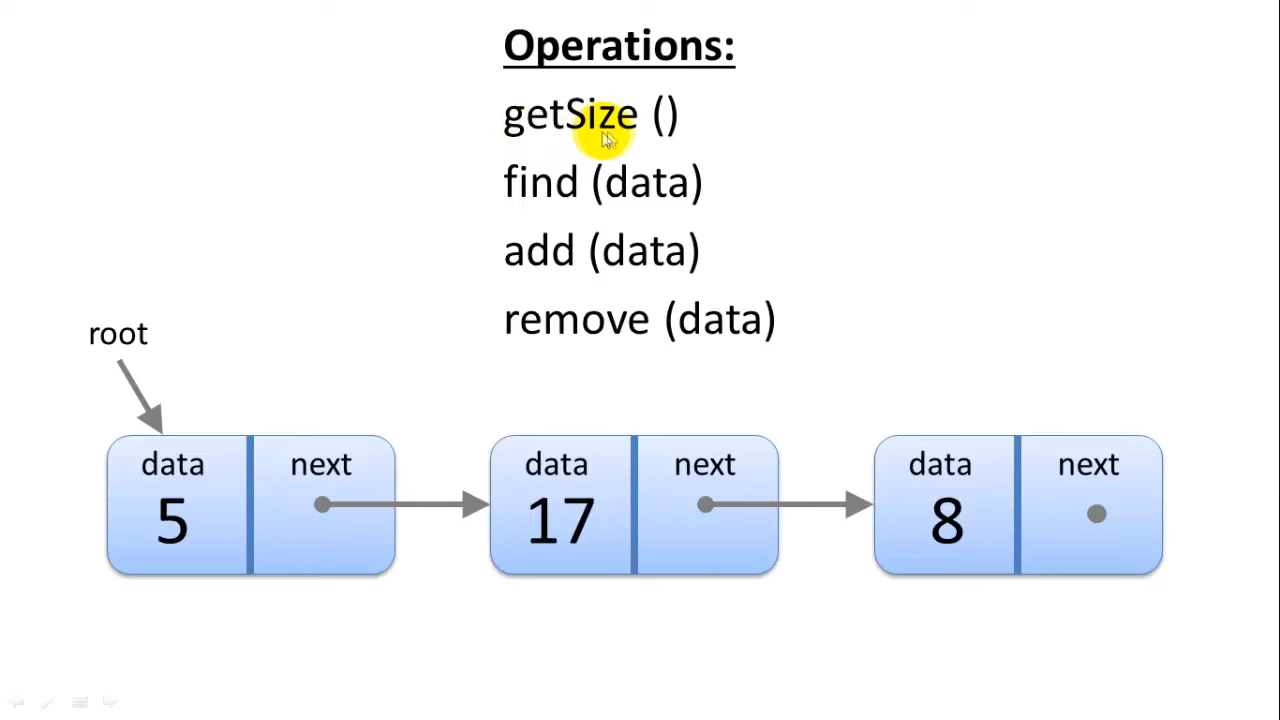 Operations:
getSize ()
find (data)
add (data)
remove (data)
root
data next data next data next
5 17 8